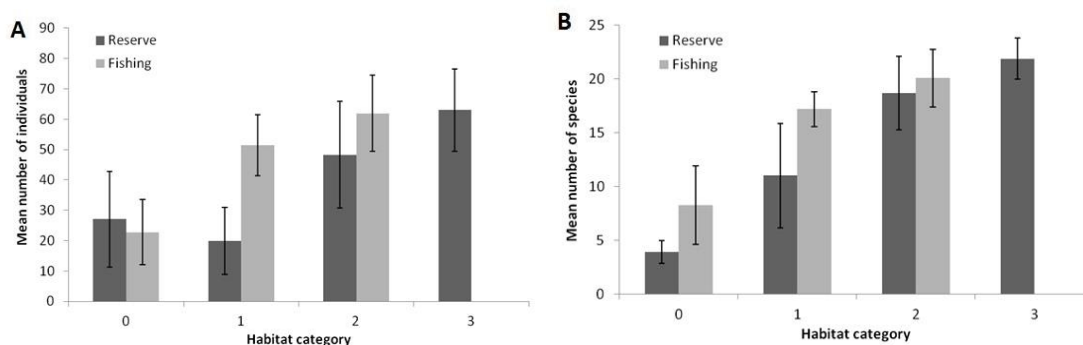 A
Mean number of individuals
90
80
70
60
50
40
30
20
10
0
Reserve
Fishing
0 1 2 3
Habitat category
B
Mean number of species
25
20
15
10
5
0
Reserve
Fishing
0 1 2 3
Habitat category